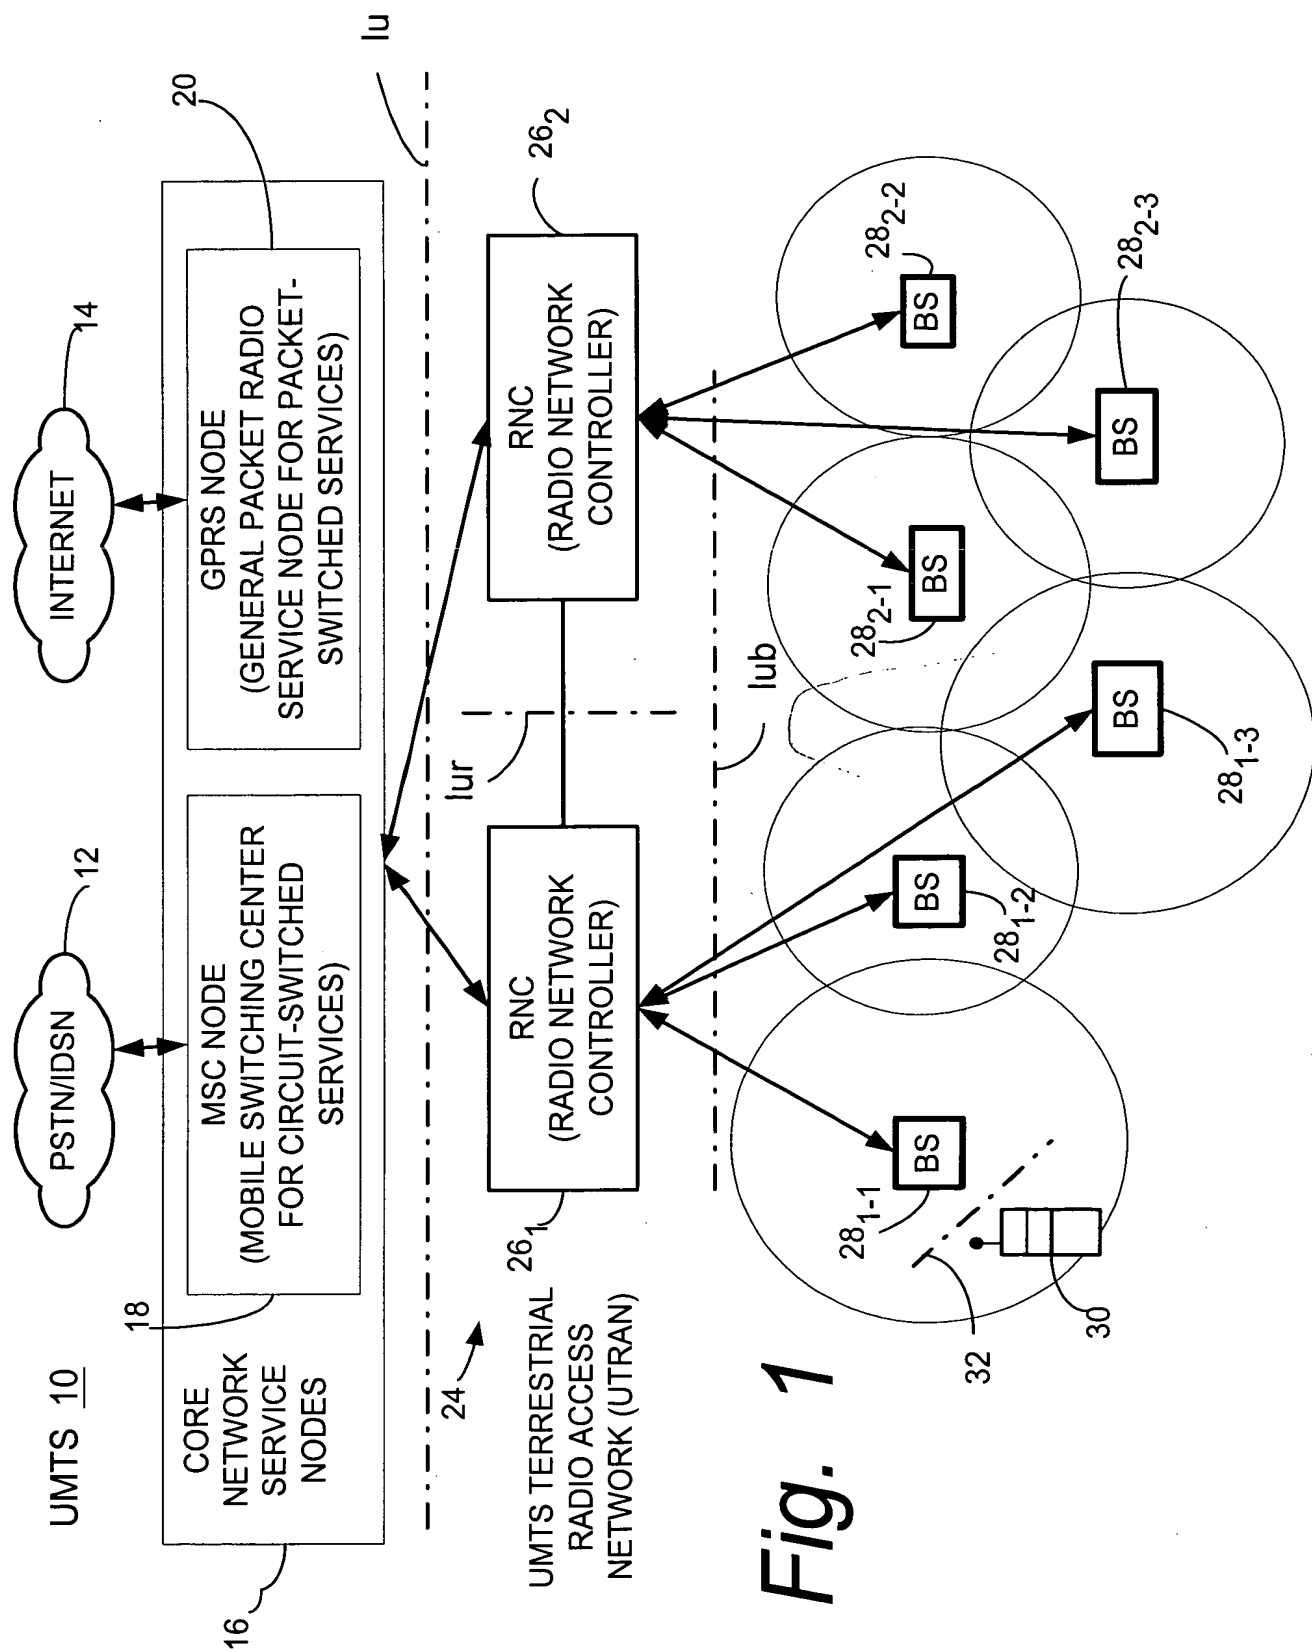 UMTS 10
PSTN/IDSN
12
INTERNET
14
16
CORE
NETWORK
SERVICE
NODES
18
MSC NODE
(MOBILE SWITCHING CENTER
FOR CIRCUIT-SWITCHED
SERVICES)
20
GPRS NODE
(GENERAL PACKET RADIO
SERVICE NODE FOR PACKET-
SWITCHED SERVICES)
Iu
24
UMTS TERRESTRIAL
RADIO ACCESS
NETWORK (UTRAN)
26₁
RNC
(RADIO NETWORK
CONTROLLER)
Iur
RNC
(RADIO NETWORK
CONTROLLER)
26₂
Iub
28₁₋₁
BS
BS
28₁₋₂
BS
28₁₋₃
28₂₋₁
BS
BS
28₂₋₂
BS
28₂₋₃
32
30
Fig. 1